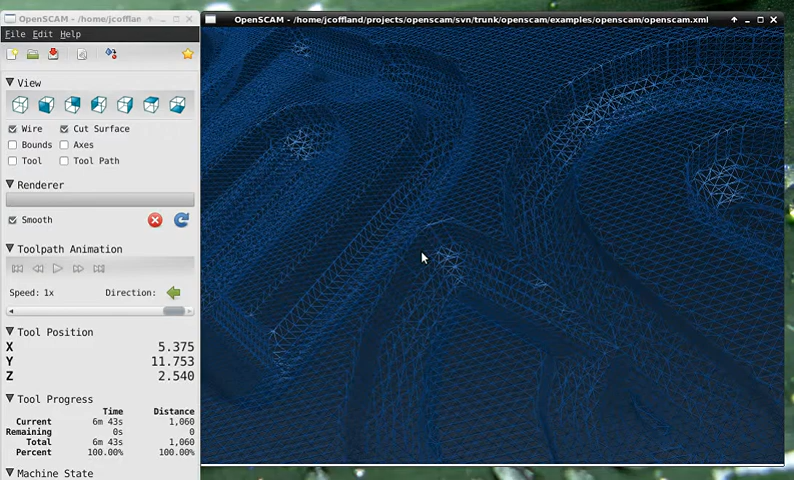 OpenSCAM - /home/jcoffland
OpenSCAM - /home/jcoffland/projects/openscam/svn/trunk/openscam/examples/openscam/openscam.xml
File Edit Help
View
Wire Cut Surface
Bounds Axes
Tool Tool Path
Renderer
Smooth
Toolpath Animation
Speed: 1x Direction:
Tool Position
X 5.375
Y 11.753
Z 2.540
Tool Progress
Time Distance
Current 6m 43s 1,060
Remaining 0s 0
Total 6m 43s 1,060
Percent 100.00% 100.00%
Machine State